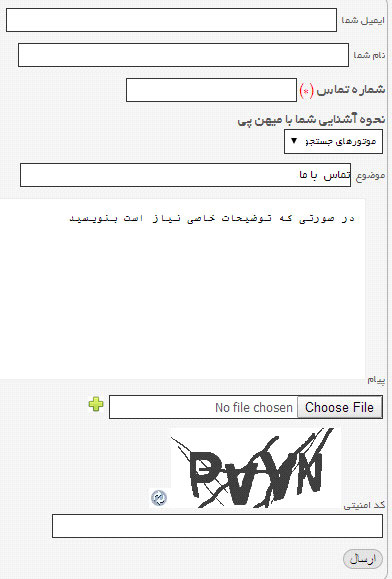 ایمیل شما
نام شما
شماره تماس (*)
نحوه آشنایی شما با میهن پی
موتورهای جستجو
موضوع تماس با ما
در صورتی که توضیحات خاصی نیاز است بنویسید
پیام
Choose File No file chosen
کد امنیتی
ارسال